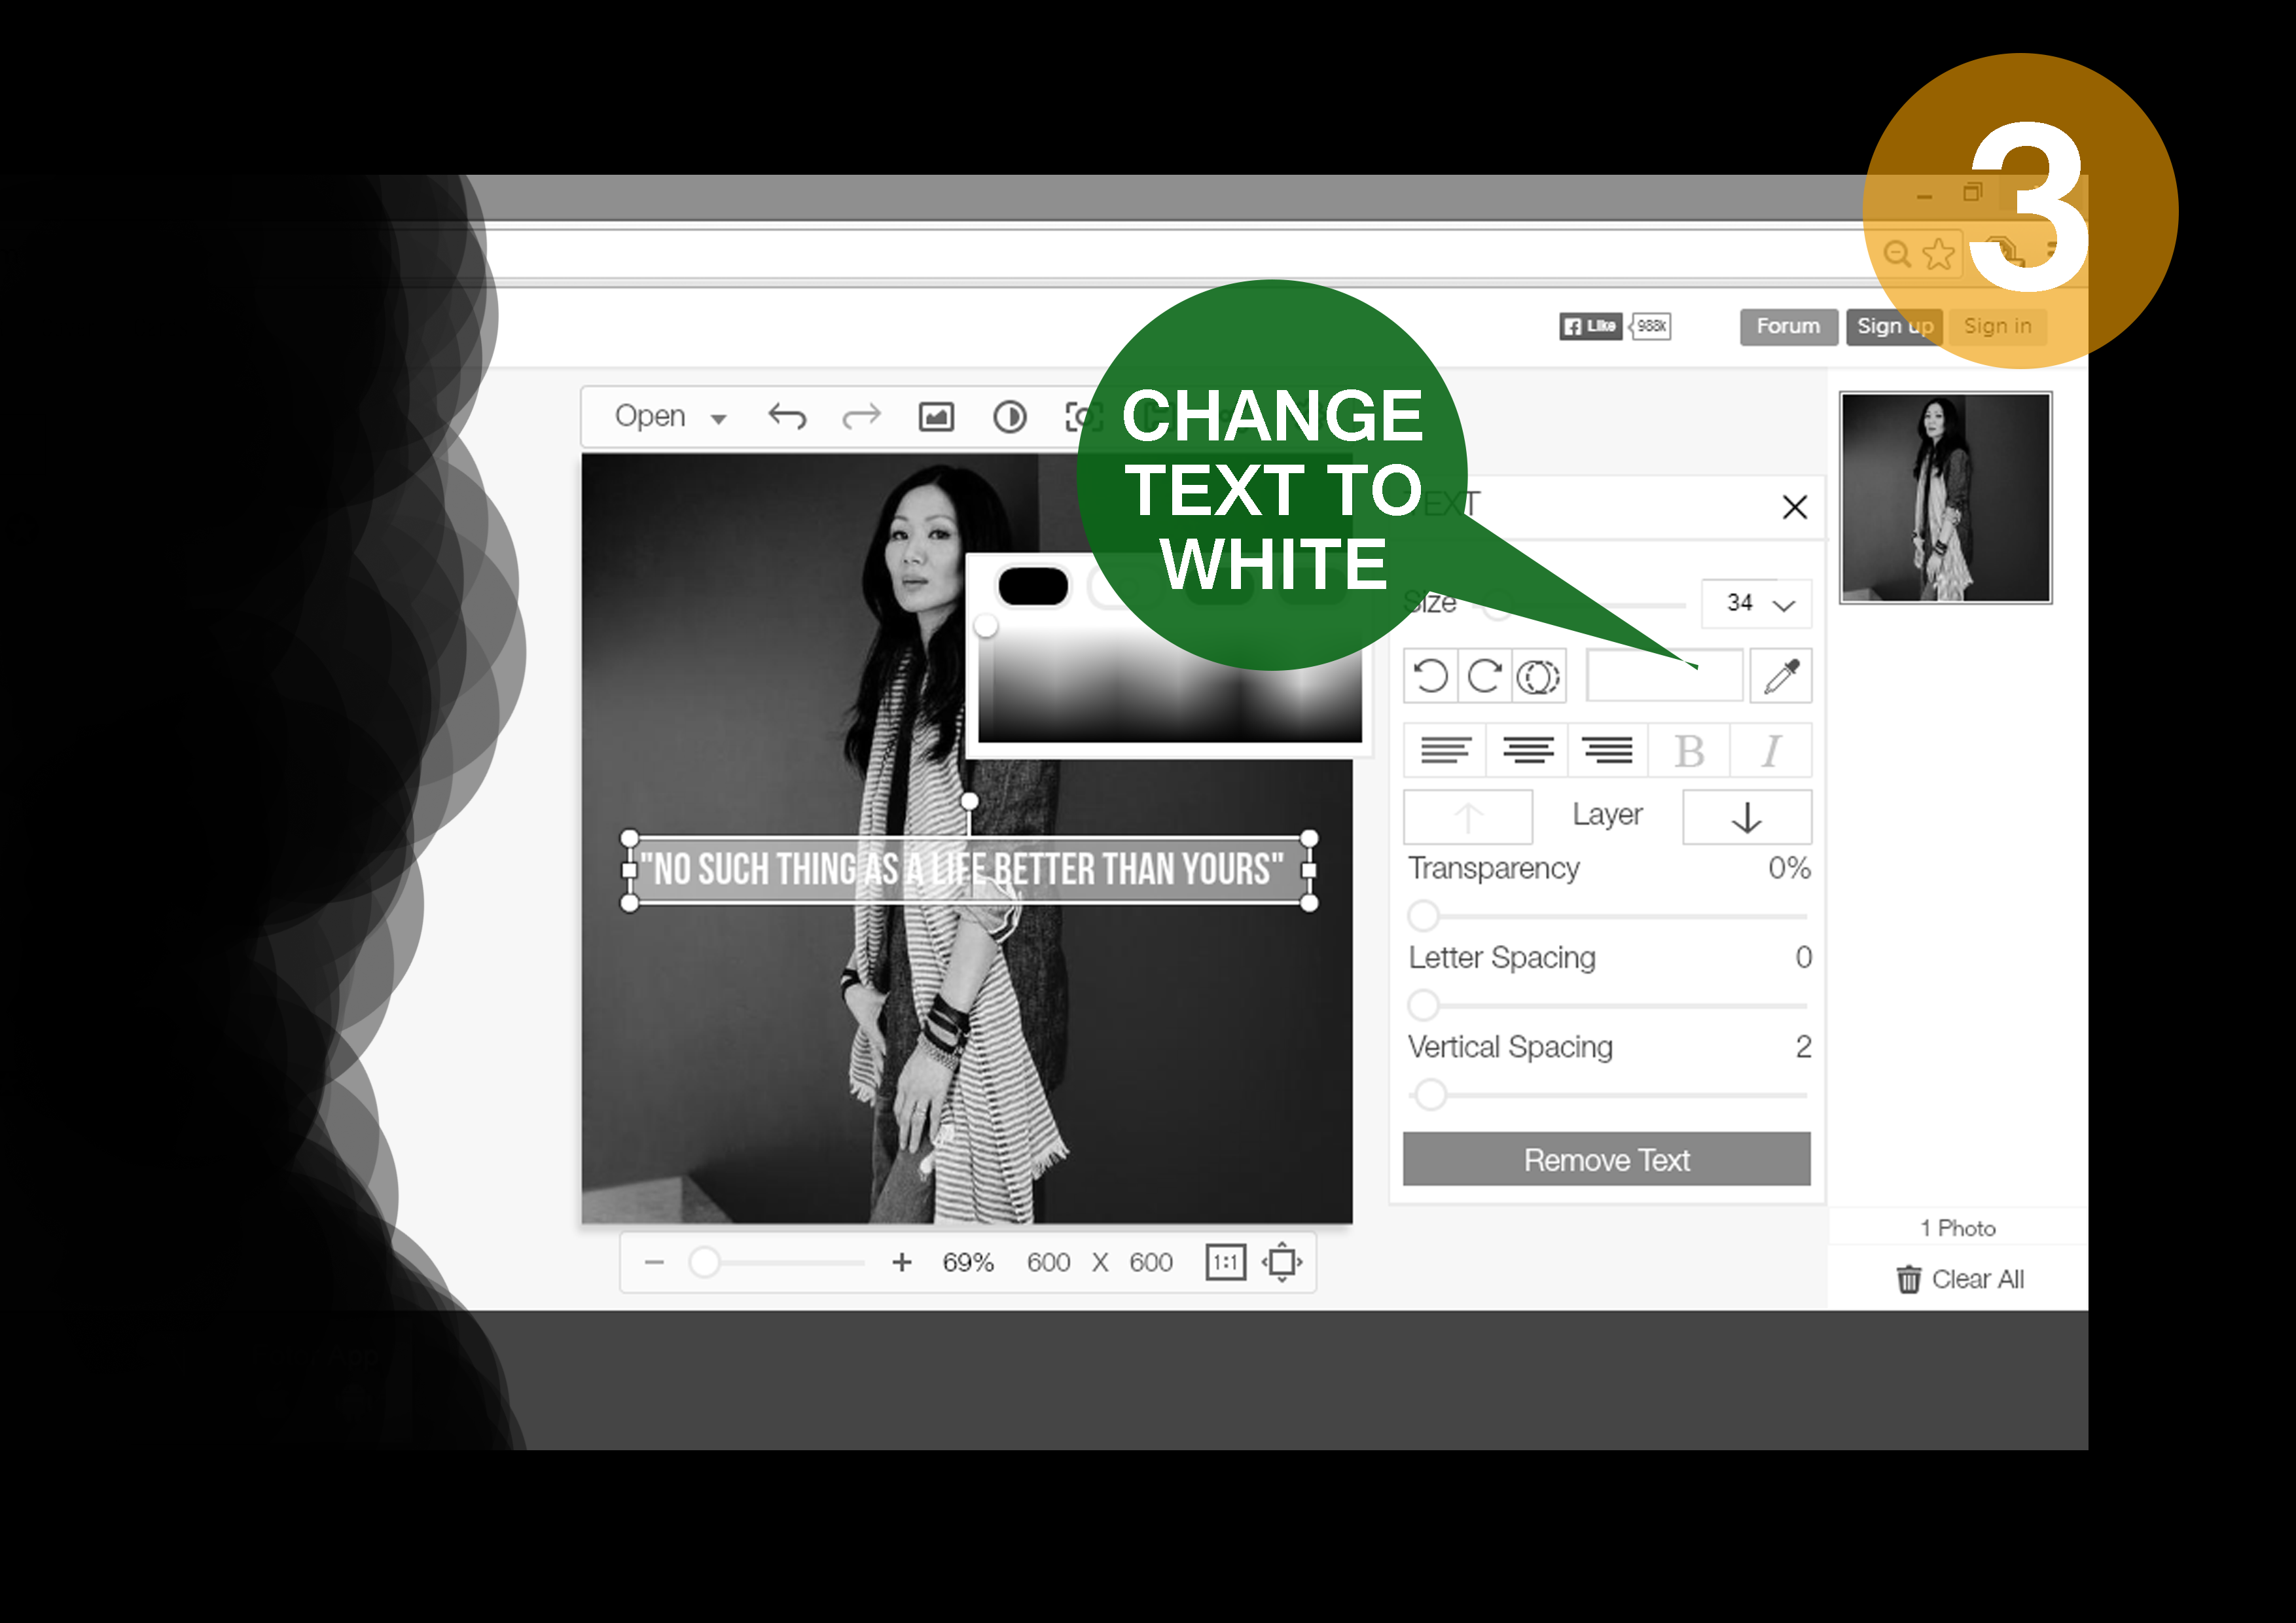 3
Like 988k
Forum Sign up Sign in
Open
CHANGE
TEXT TO
WHITE
TEXT
Size 34
B I
Layer
"NO SUCH THING AS A LIFE BETTER THAN YOURS"
Transparency 0%
Letter Spacing 0
Vertical Spacing 2
Remove Text
1 Photo
69% 600 X 600 1:1
Clear All